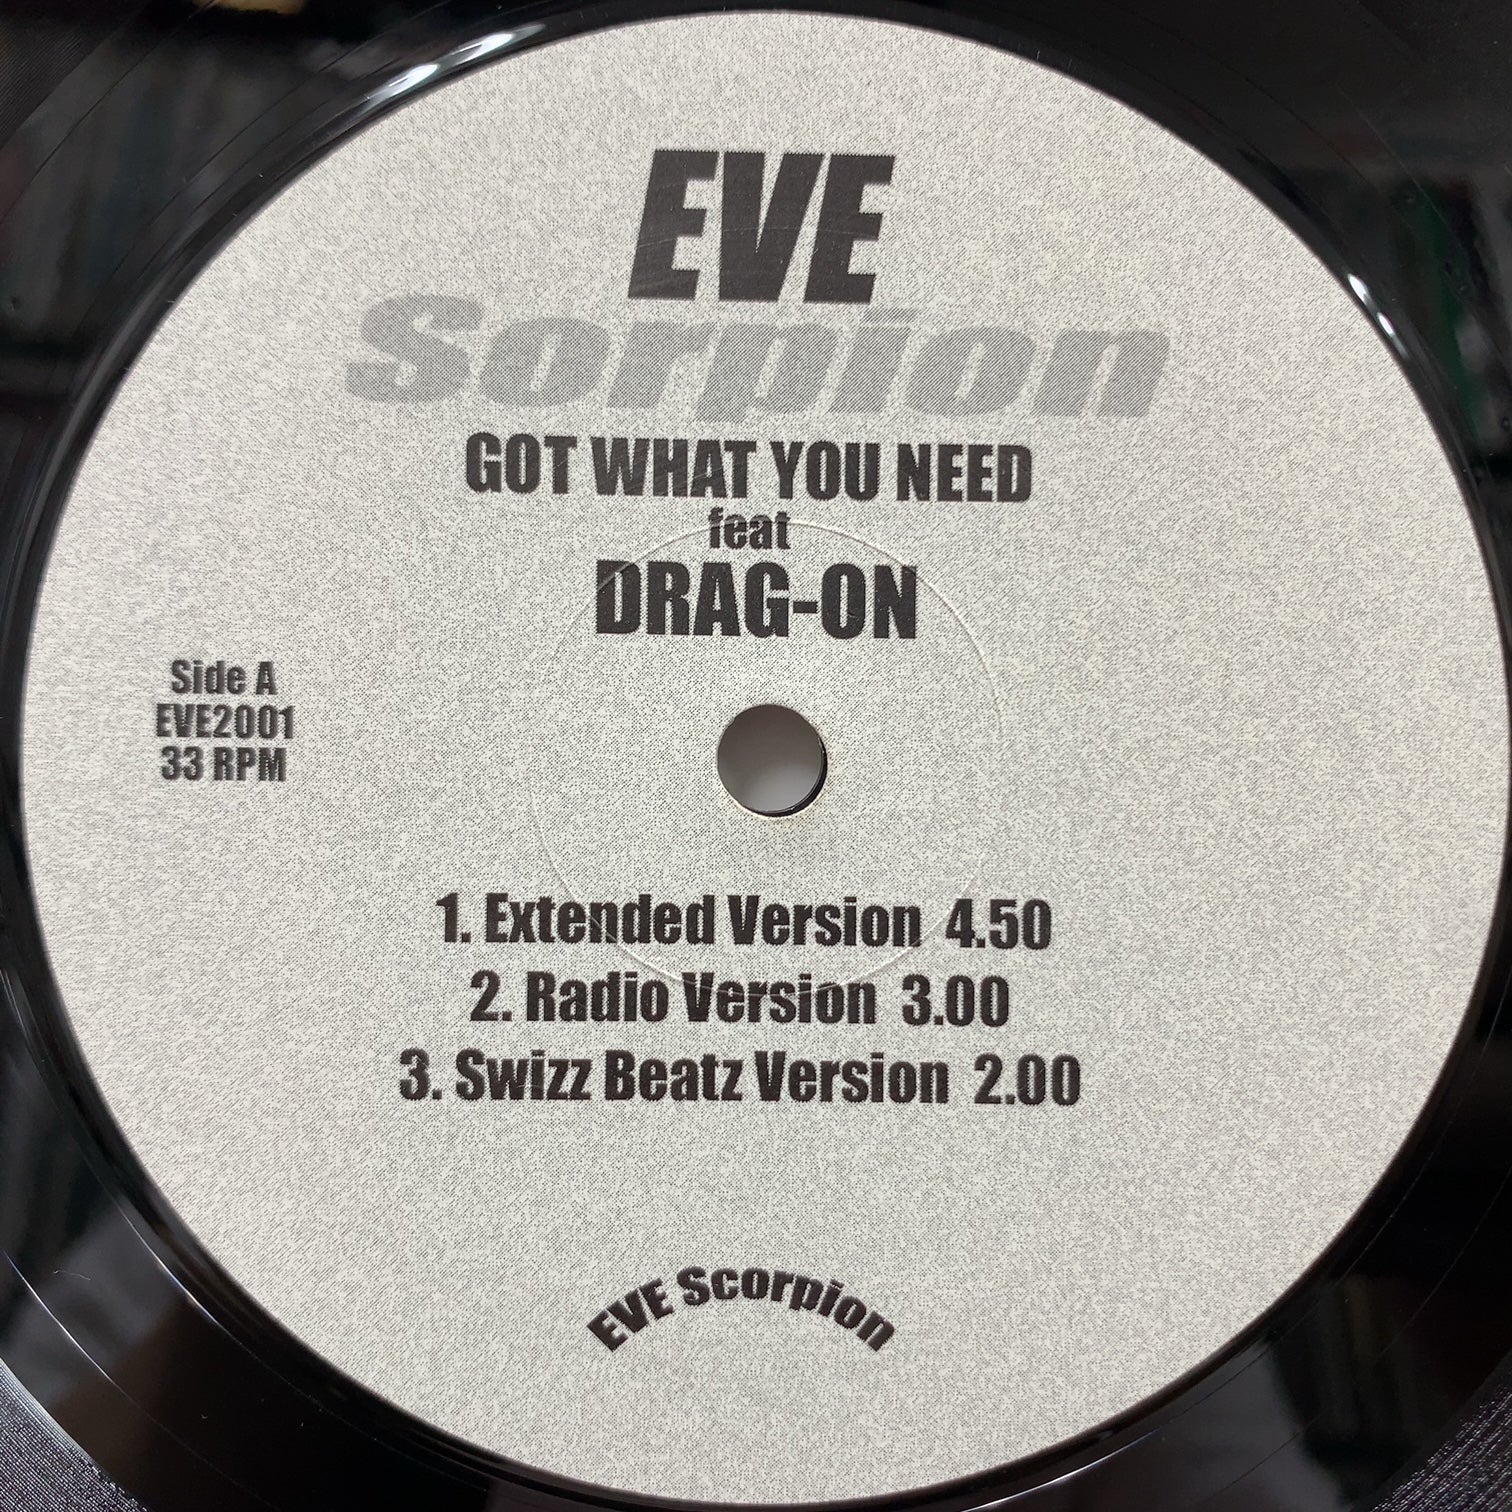 EVE
Sorpion
GOT WHAT YOU NEED
feat
DRAG-ON
Side A
EVE2001
33 RPM
1. Extended Version 4.50
2. Radio Version 3.00
3. Swizz Beatz Version 2.00
EVE Scorpion